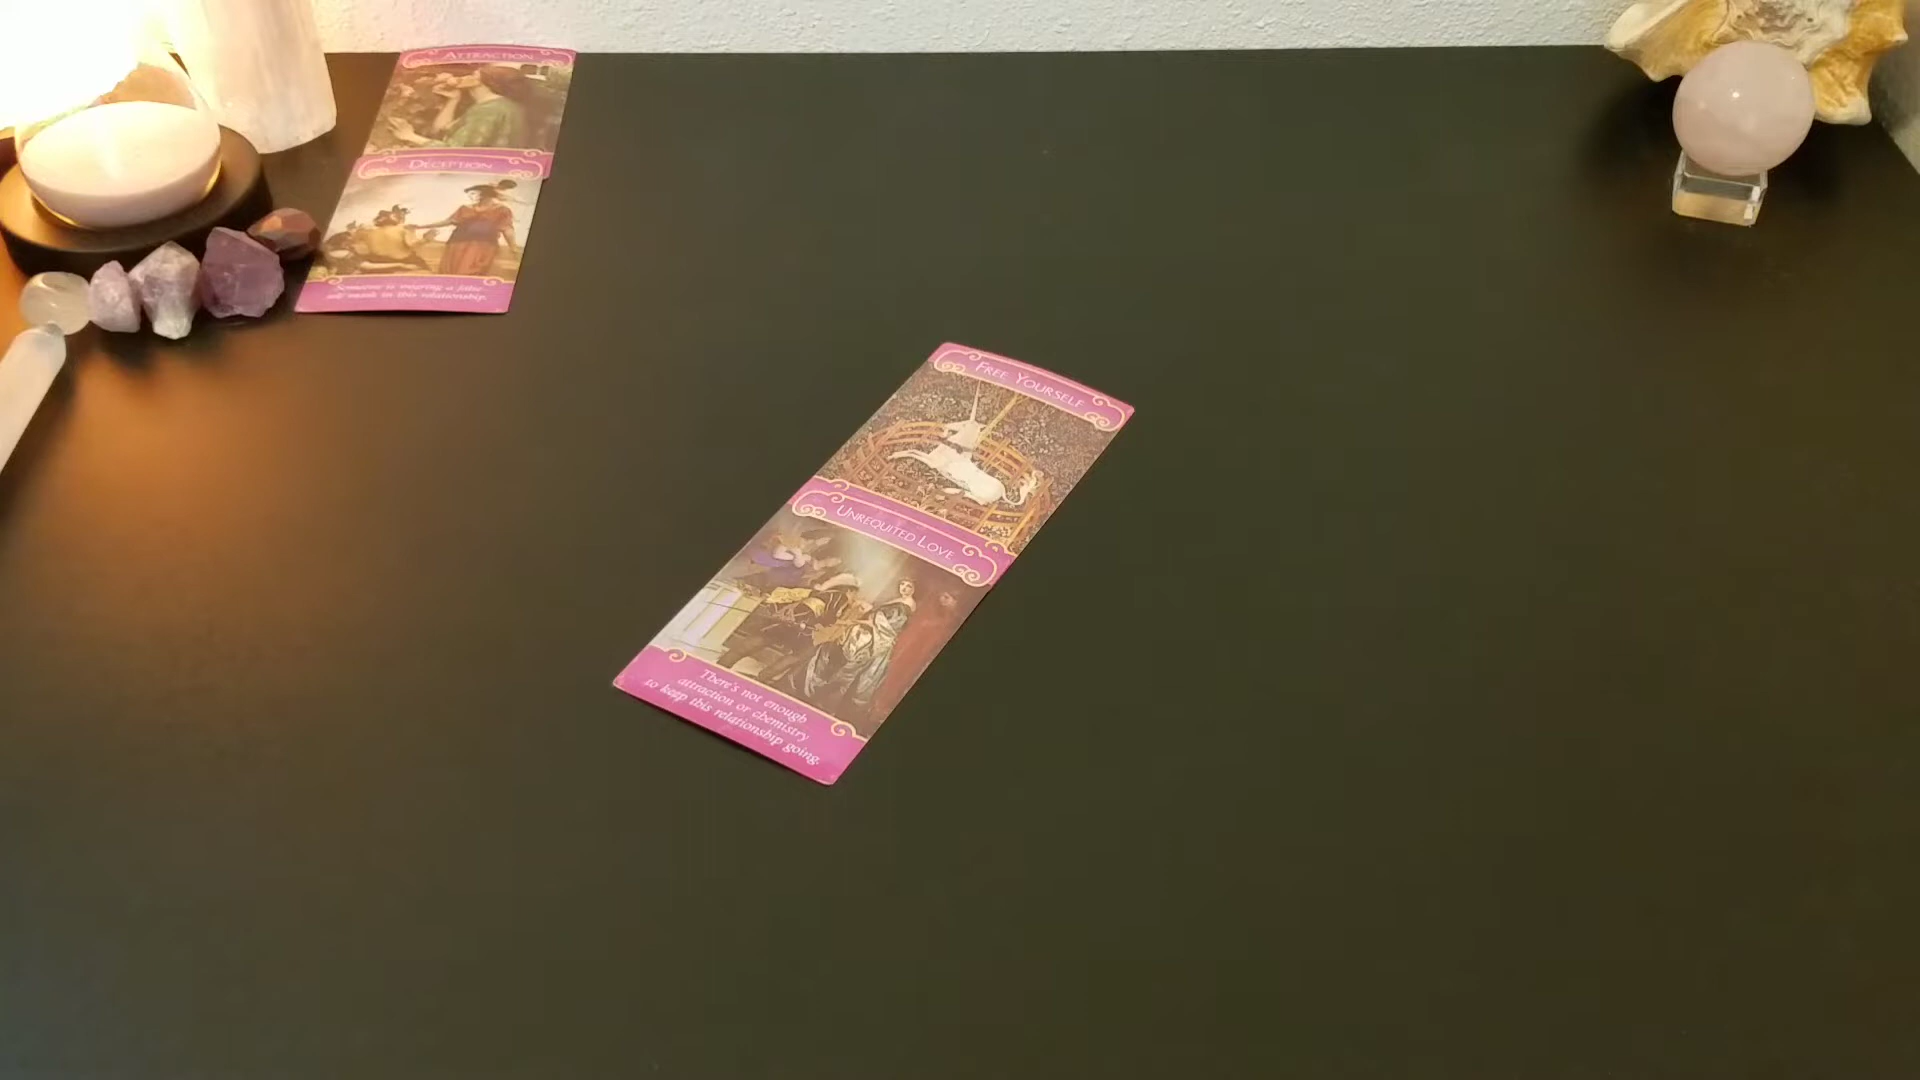 ATTRACTION
DECEPTION
Someone is wearing a false
self-mask in this relationship.
FREE YOURSELF
UNREQUITED LOVE
There's not enough
attraction or chemistry
to keep this relationship going.